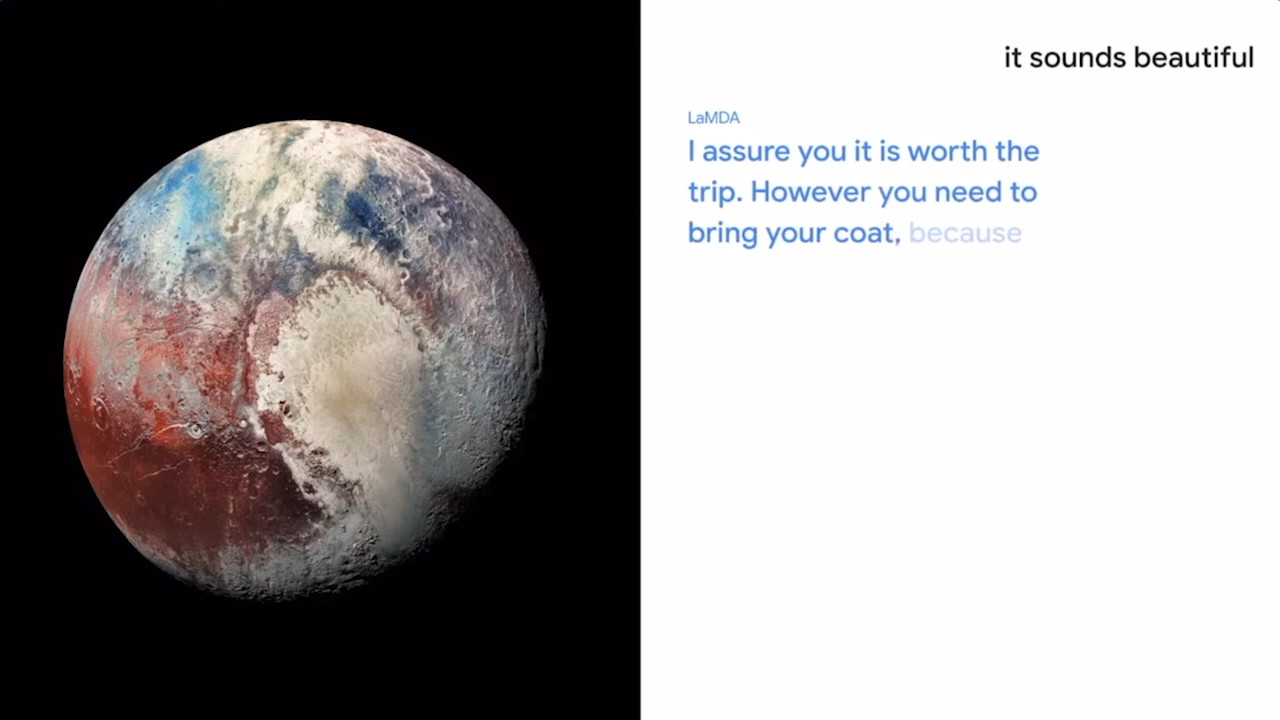 it sounds beautiful
LaMDA
I assure you it is worth the
trip. However you need to
bring your coat, because